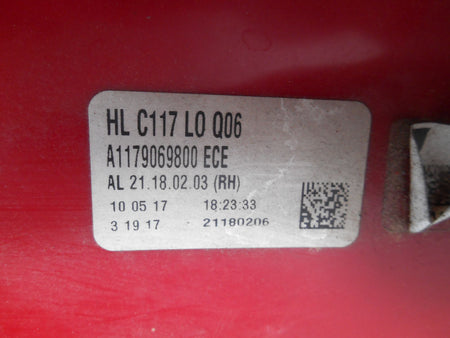 HL C117 LO Q06
A1179069800 ECE
AL 21.18.02.03 (RH)
10 05 17 18:23:33
3 19 17 - 21180206